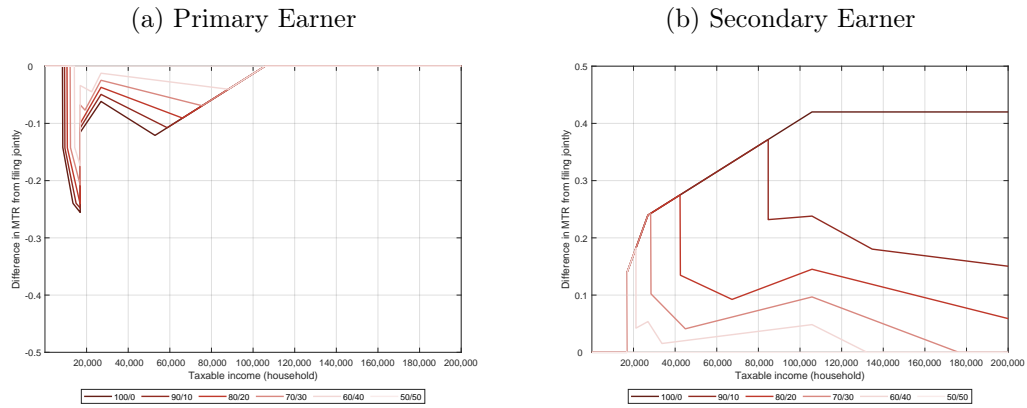 (a) Primary Earner
Difference in MTR from filing jointly
0
-0.1
-0.2
-0.3
-0.4
-0.5
20,000 40,000 60,000 80,000 100,000 120,000 140,000 160,000 180,000 200,000
Taxable income (household)
100/0 90/10 80/20 70/30 60/40 50/50
(b) Secondary Earner
Difference in MTR from filing jointly
0.5
0.4
0.3
0.2
0.1
0
20,000 40,000 60,000 80,000 100,000 120,000 140,000 160,000 180,000 200,000
Taxable income (household)
100/0 90/10 80/20 70/30 60/40 50/50